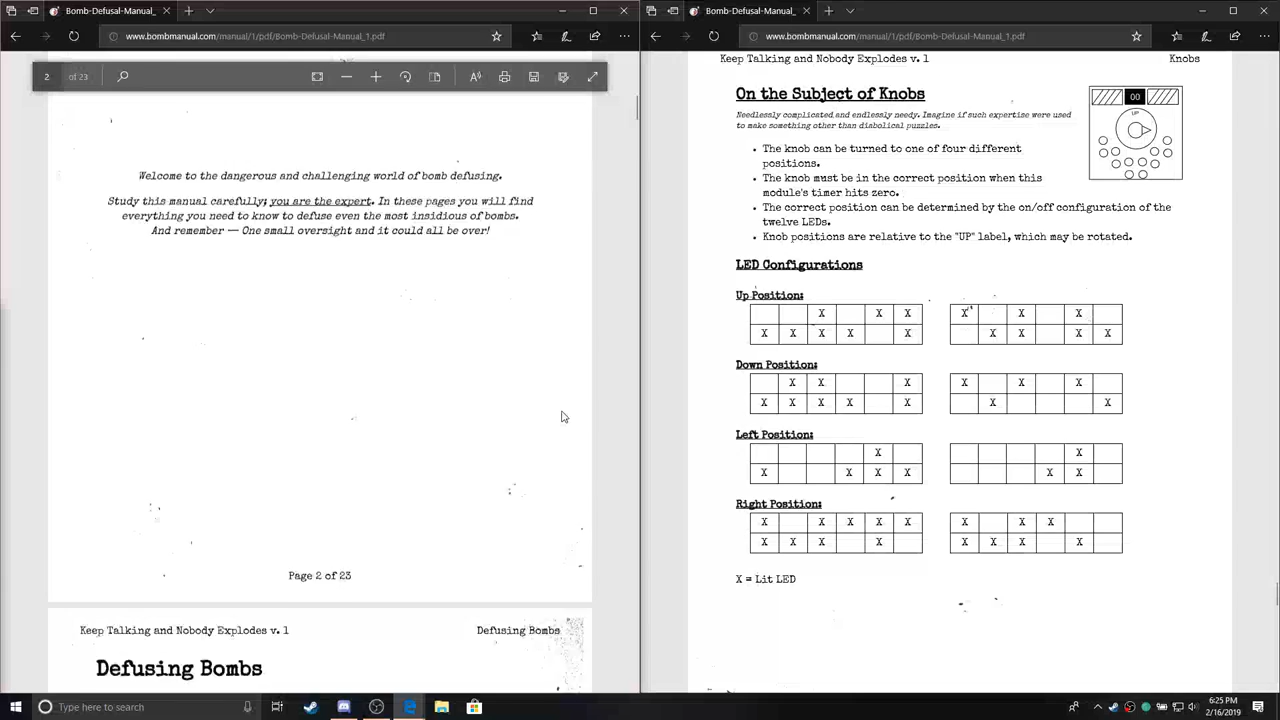 Bomb-Defusal-Manual_1.pdf
www.bombmanual.com/manual/1/pdf/Bomb-Defusal-Manual_1.pdf
2 of 23
Welcome to the dangerous and challenging world of bomb defusing.
Study this manual carefully; you are the expert. In these pages you will find
everything you need to know to defuse even the most insidious of bombs.
And remember — One small oversight and it could all be over!
Page 2 of 23
Keep Talking and Nobody Explodes v. 1 Defusing Bombs
Defusing Bombs
Bomb-Defusal-Manual_1.pdf
www.bombmanual.com/manual/1/pdf/Bomb-Defusal-Manual_1.pdf
Keep Talking and Nobody Explodes v. 1 Knobs
On the Subject of Knobs
Needlessly complicated and endlessly needy. Imagine if such expertise were used
to make something other than diabolical puzzles.
00
UP
• The knob can be turned to one of four different
positions.
• The knob must be in the correct position when this
module's timer hits zero.
• The correct position can be determined by the on/off configuration of the
twelve LEDs.
• Knob positions are relative to the "UP" label, which may be rotated.
LED Configurations
Up Position:
X X X X X X
X X X X X X X X X
Down Position:
X X X X X X
X X X X X X X
Left Position:
X X
X X X X X X
Right Position:
X X X X X X X X
X X X X X X X X
X = Lit LED
Type here to search
6:25 PM
2/16/2019